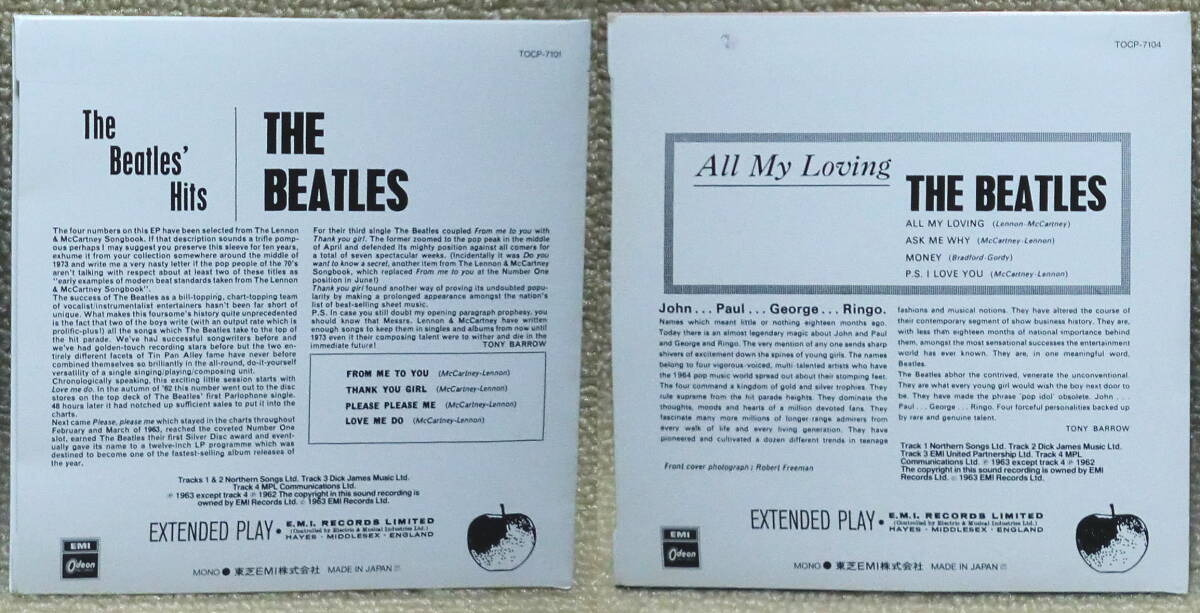 TOCP-7101
The
Beatles'
Hits
THE
BEATLES
The four numbers on this EP have been selected from The Lennon
& McCartney Songbook. If that description sounds a trifle pomp-
ous perhaps I may suggest you preserve this sleeve for ten years,
exhume it from your collection somewhere around the middle of
1973 and write me a very nasty letter if the pop people of the 70's
aren't talking with respect about at least two of these titles as
"early examples of modern beat standards taken from The Lennon
& McCartney Songbook".
The success of The Beatles as a bill-topping, chart-topping team
of vocalist/instrumentalist entertainers hasn't been far short of
unique. What makes this foursome's history quite unprecedented
is the fact that two of the boys write (with an output rate which is
prolific-plus!) all the songs which The Beatles take to the top of
the hit parade. We've had successful songwriters before and
we've had golden-touch recording stars before but the two en-
tirely different facets of Tin Pan Alley fame have never before
combined themselves so brilliantly in the all-round, do-it-yourself
versatility of a single singing/playing/composing unit.
Chronologically speaking, this exciting little session starts with
Love me do. In the autumn of '62 this number went out to the disc
stores on the top deck of The Beatles' first Parlophone single.
48 hours later it had notched up sufficient sales to put it into the
charts.
Next came Please, please me which stayed in the charts throughout
February and March of 1963, reached the coveted Number One
slot, earned The Beatles their first Silver Disc award and event-
ually gave its name to a twelve-inch LP programme which was
destined to become one of the fastest-selling album releases of
the year.
For their third single The Beatles coupled From me to you with
Thank you girl. The former zoomed to the pop peak in the middle
of April and defended its mighty position against all comers for
a total of seven spectacular weeks. (Incidentally it was Do you
want to know a secret, another item from The Lennon & McCartney
Songbook, which replaced From me to you at the Number One
position in June!)
Thank you girl found another way of proving its undoubted popu-
larity by making a prolonged appearance amongst the nation's
list of best-selling sheet music.
P.S. In case you still doubt my opening paragraph prophesy, you
should know that Messrs. Lennon & McCartney have written
enough songs to keep them in singles and albums from now until
1973 even if their composing talent were to wither and die in the
immediate future! TONY BARROW
FROM ME TO YOU (McCartney-Lennon)
THANK YOU GIRL (McCartney-Lennon)
PLEASE PLEASE ME (McCartney-Lennon)
LOVE ME DO (McCartney-Lennon)
Tracks 1 & 2 Northern Songs Ltd. Track 3 Dick James Music Ltd.
Track 4 MPL Communications Ltd.
℗ 1963 except track 4 ℗ 1962 The copyright in this sound recording is
owned by EMI Records Ltd. © 1963 EMI Records Ltd.
EXTENDED PLAY • E.M.I. RECORDS LIMITED
(Controlled by Electric & Musical Industries Ltd.)
HAYES · MIDDLESEX · ENGLAND
EMI
Odeon
MONO ● 東芝EMI株式会社 MADE IN JAPAN
TOCP-7104
All My Loving
THE BEATLES
ALL MY LOVING (Lennon-McCartney)
ASK ME WHY (McCartney-Lennon)
MONEY (Bradford-Gordy)
P.S. I LOVE YOU (McCartney-Lennon)
John... Paul... George... Ringo.
Names which meant little or nothing eighteen months ago.
Today there is an almost legendary magic about John and Paul
and George and Ringo. The very mention of any one sends sharp
shivers of excitement down the spines of young girls. The names
belong to four vigorous-voiced, multi talented artists who have
the 1964 pop music world spread out about their stomping feet.
The four command a kingdom of gold and silver trophies. They
rule supreme from the hit parade heights. They dominate the
thoughts, moods and hearts of a million devoted fans. They
fascinate many more millions of longer-range admirers from
every walk of life and every living generation. They have
pioneered and cultivated a dozen different trends in teenage
fashions and musical notions. They have altered the course of
their contemporary segment of show business history. They are,
with less than eighteen months of national importance behind
them, amongst the most sensational successes the entertainment
world has ever known. They are, in one meaningful word,
Beatles.
The Beatles abhor the contrived, venerate the unconventional.
They are what every young girl would wish the boy next door to
be. They have made the phrase 'pop idol' obsolete. John...
Paul... George... Ringo. Four forceful personalities backed up
by rare and genuine talent.
TONY BARROW
Front cover photograph; Robert Freeman
Track 1 Northern Songs Ltd. Track 2 Dick James Music Ltd.
Track 3 EMI United Partnership Ltd. Track 4 MPL
Communications Ltd. ℗ 1963 except track 4 ℗ 1962
The copyright in this sound recording is owned by EMI
Records Ltd. © 1963 EMI Records Ltd.
EXTENDED PLAY • E.M.I. RECORDS LIMITED
(Controlled by Electric & Musical Industries Ltd.)
HAYES · MIDDLESEX · ENGLAND
EMI
Odeon
MONO ● 東芝EMI株式会社 MADE IN JAPAN